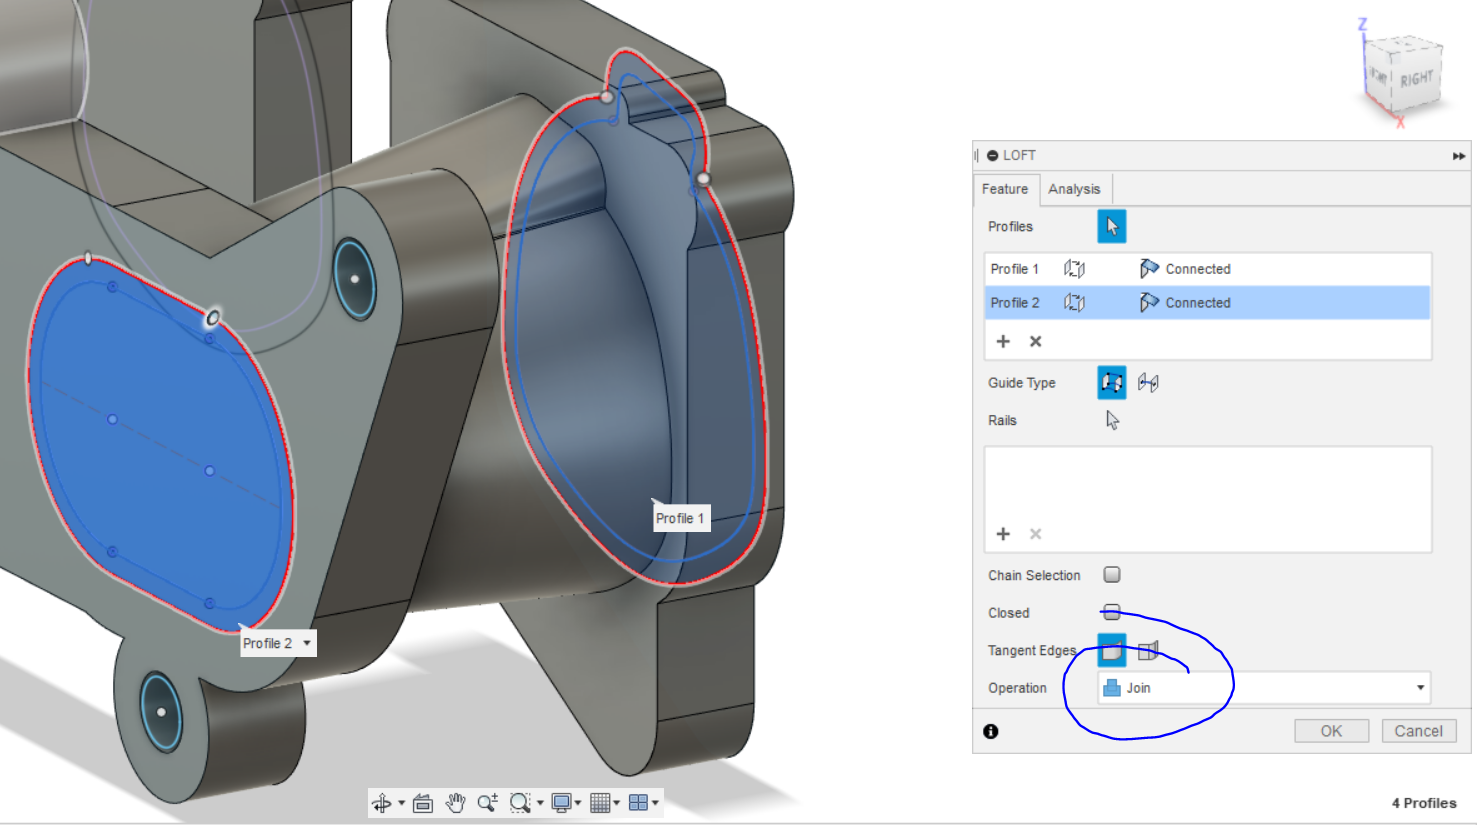 Z
RIGHT
X
LOFT
Feature
Analysis
Profiles
Profile 1 Connected
Profile 2 Connected
Guide Type
Rails
Chain Selection
Closed
Tangent Edges
Operation Join
OK Cancel
Profile 1
Profile 2
4 Profiles